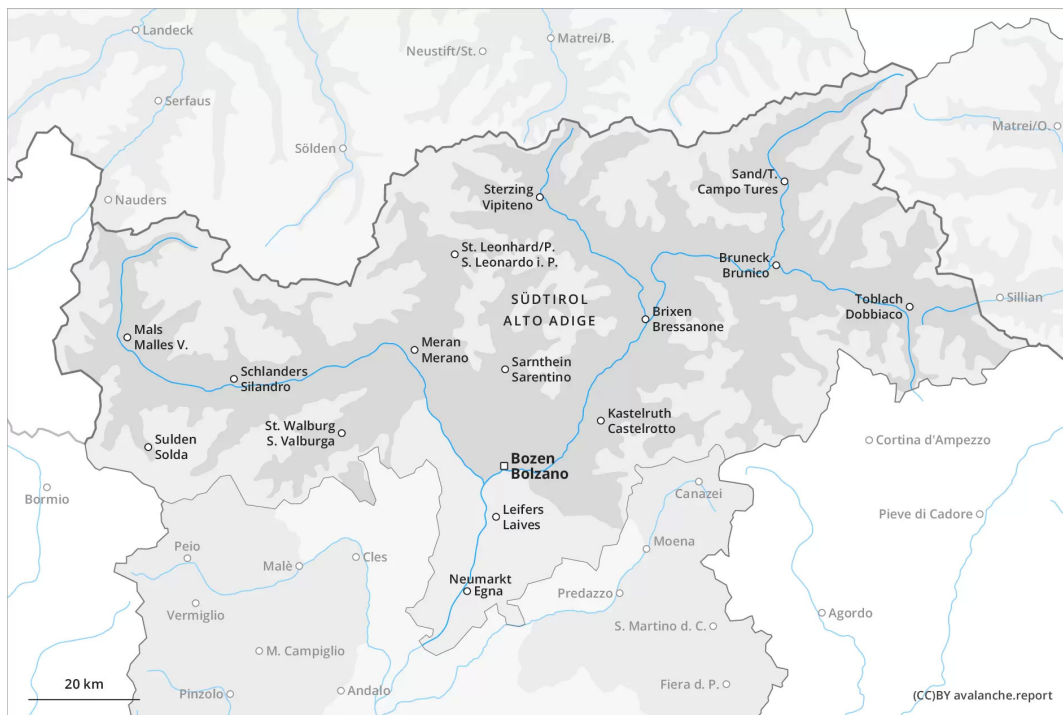 Landeck
Matrei/B.
Neustift/St.
Serfaus
Matrei/O.
Sölden
Sand/T.
Campo Tures
Sterzing
Vipiteno
Nauders
St. Leonhard/P.
S. Leonardo i. P.
Bruneck
Brunico
SÜDTIROL
ALTO ADIGE
Toblach
Dobbiaco
Sillian
Brixen
Bressanone
Mals
Malles V.
Meran
Merano
Sarnthein
Sarentino
Schlanders
Silandro
Kastelruth
Castelrotto
St. Walburg
S. Valburga
Sulden
Solda
Cortina d'Ampezzo
Bozen
Bolzano
Bormio
Canazei
Leifers
Laives
Pieve di Cadore
Peio
Cles
Moena
Malè
Neumarkt
Egna
Predazzo
Vermiglio
Agordo
S. Martino d. C.
M. Campiglio
20 km
Pinzolo
Andalo
Fiera d. P.
(CC)BY avalanche.report